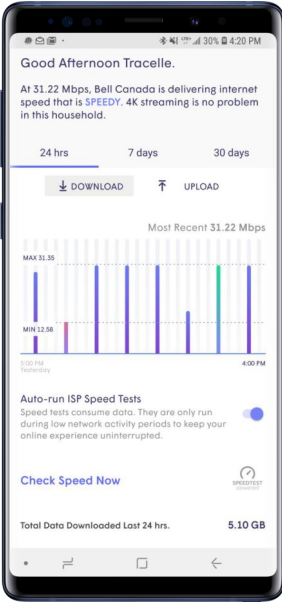 30% 4:20 PM
Good Afternoon Tracelle.
At 31.22 Mbps, Bell Canada is delivering internet
speed that is SPEEDY. 4K streaming is no problem
in this household.
24 hrs 7 days 30 days
DOWNLOAD UPLOAD
Most Recent 31.22 Mbps
MAX 31.35
MIN 12.58
5:00 PM 4:00 PM
Yesterday
Auto-run ISP Speed Tests
Speed tests consume data. They are only run
during low network activity periods to keep your
online experience uninterrupted.
Check Speed Now
SPEEDTEST
Total Data Downloaded Last 24 hrs. 5.10 GB